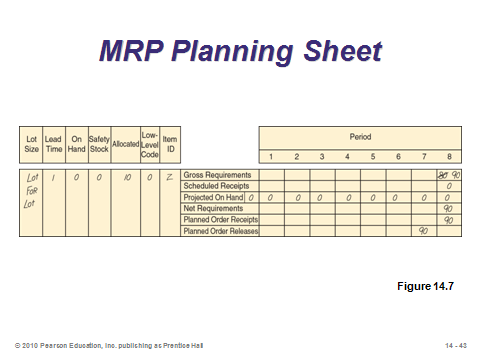 MRP Planning Sheet
Lot Size Lead Time On Hand Safety Stock Allocated Low-Level Code Item ID
Period
1 2 3 4 5 6 7 8
Lot For Lot 1 0 0 10 0 Z
Gross Requirements 80 90
Scheduled Receipts 0
Projected On Hand 0 0 0 0 0 0 0 0 0
Net Requirements 90
Planned Order Receipts 90
Planned Order Releases 90
Figure 14.7
© 2010 Pearson Education, Inc. publishing as Prentice Hall
14 - 43